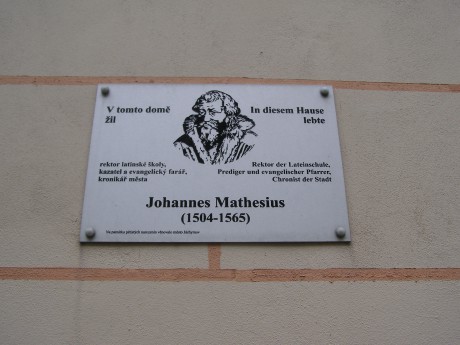 V tomto domě
žil
In diesem Hause
lebte
rektor latinské školy,
kazatel a evangelický farář,
kronikář města
Rektor der Lateinschule,
Prediger und evangelischer Pfarrer,
Chronist der Stadt
Johannes Mathesius
(1504-1565)